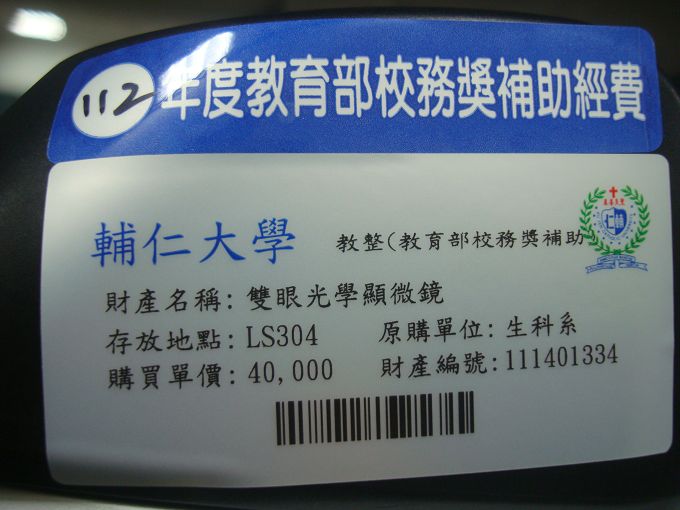 112年度教育部校務獎補助經費
輔仁大學 教整(教育部校務獎補助
財產名稱: 雙眼光學顯微鏡
存放地點: LS304 原購單位: 生科系
購買單價: 40,000 財產編號: 111401334